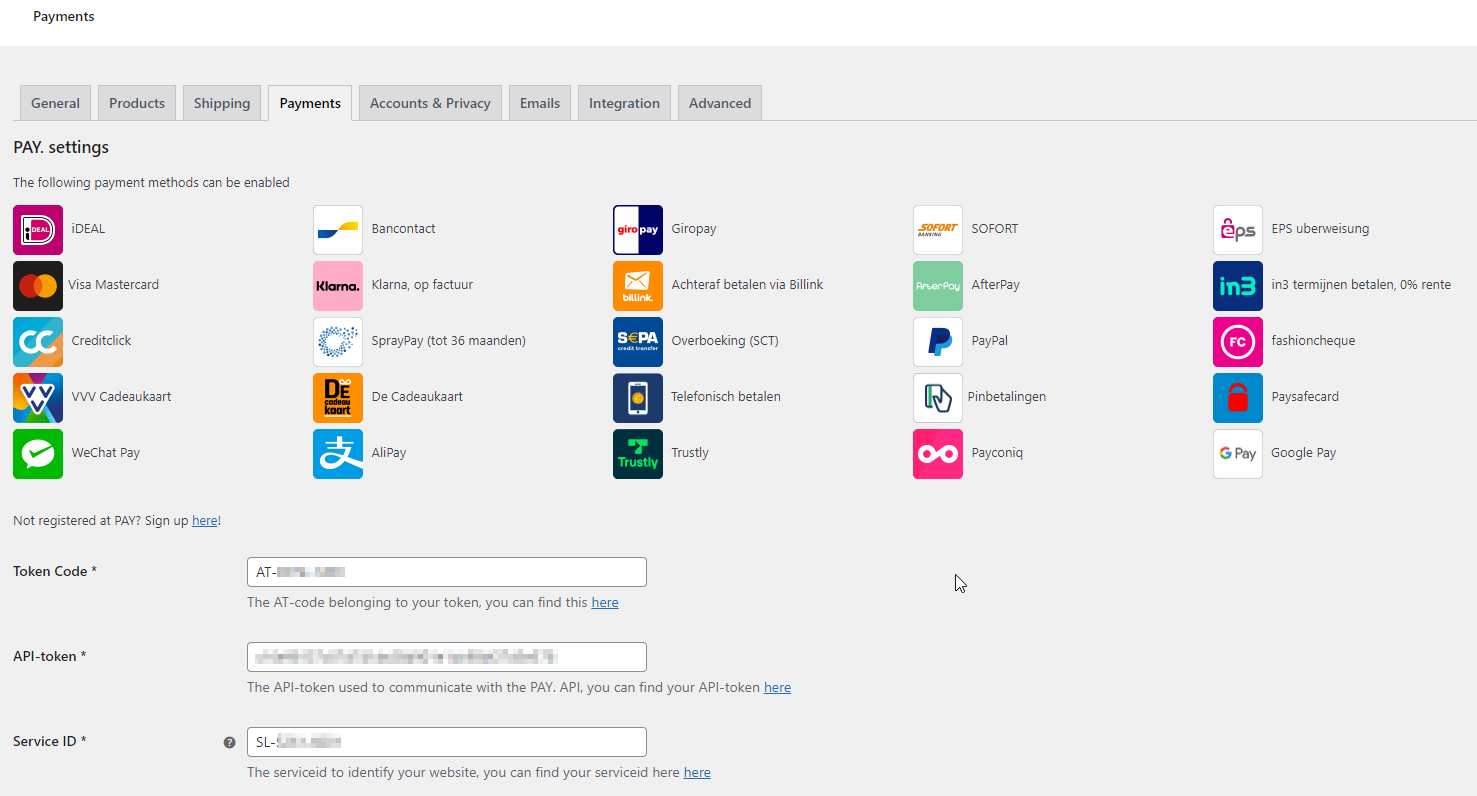 Payments
General Products Shipping Payments Accounts & Privacy Emails Integration Advanced
PAY. settings
The following payment methods can be enabled
iDEAL iDEAL Bancontact giropay Giropay SOFORT BANKING SOFORT eps EPS uberweisung
Visa Mastercard Klarna. Klarna, op factuur billink. Achteraf betalen via Billink AfterPay AfterPay in3 in3 termijnen betalen, 0% rente
CC Creditclick SprayPay (tot 36 maanden) S€PA credit transfer Overboeking (SCT) PayPal FC fashioncheque
VVV VVV Cadeaukaart DE cadeau kaart De Cadeaukaart Telefonisch betalen Pinbetalingen Paysafecard
WeChat Pay 支 AliPay Trustly Trustly Payconiq G Pay Google Pay
Not registered at PAY? Sign up here!
Token Code * AT-
The AT-code belonging to your token, you can find this here
API-token *
The API-token used to communicate with the PAY. API, you can find your API-token here
Service ID * ? SL-
The serviceid to identify your website, you can find your serviceid here here